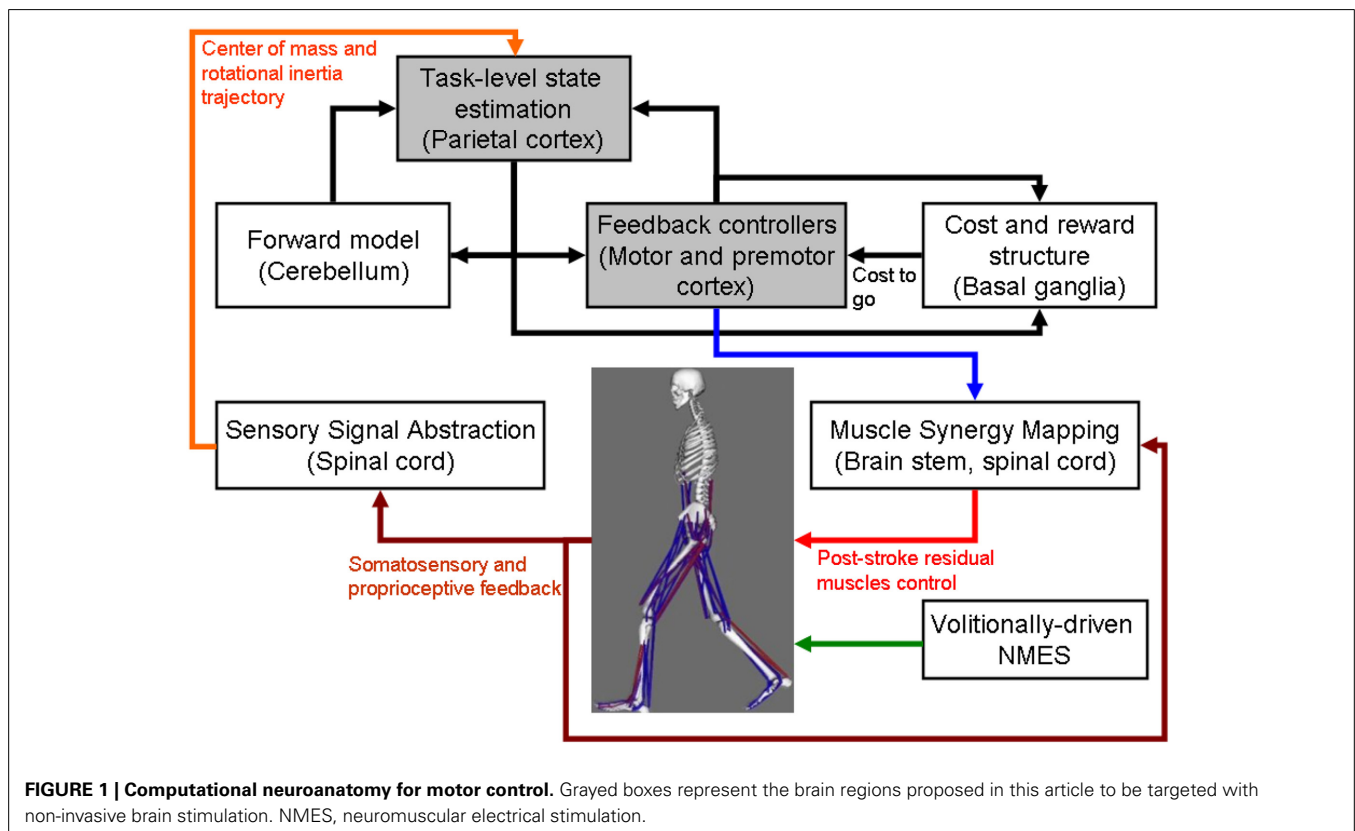 Center of mass and
rotational inertia
trajectory
Task-level state
estimation
(Parietal cortex)
Forward model
(Cerebellum)
Feedback controllers
(Motor and premotor
cortex)
Cost to
go
Cost and reward
structure
(Basal ganglia)
Sensory Signal Abstraction
(Spinal cord)
Muscle Synergy Mapping
(Brain stem, spinal cord)
Somatosensory and
proprioceptive feedback
Post-stroke residual
muscles control
Volitionally-driven
NMES
FIGURE 1 | Computational neuroanatomy for motor control. Grayed boxes represent the brain regions proposed in this article to be targeted with
non-invasive brain stimulation. NMES, neuromuscular electrical stimulation.